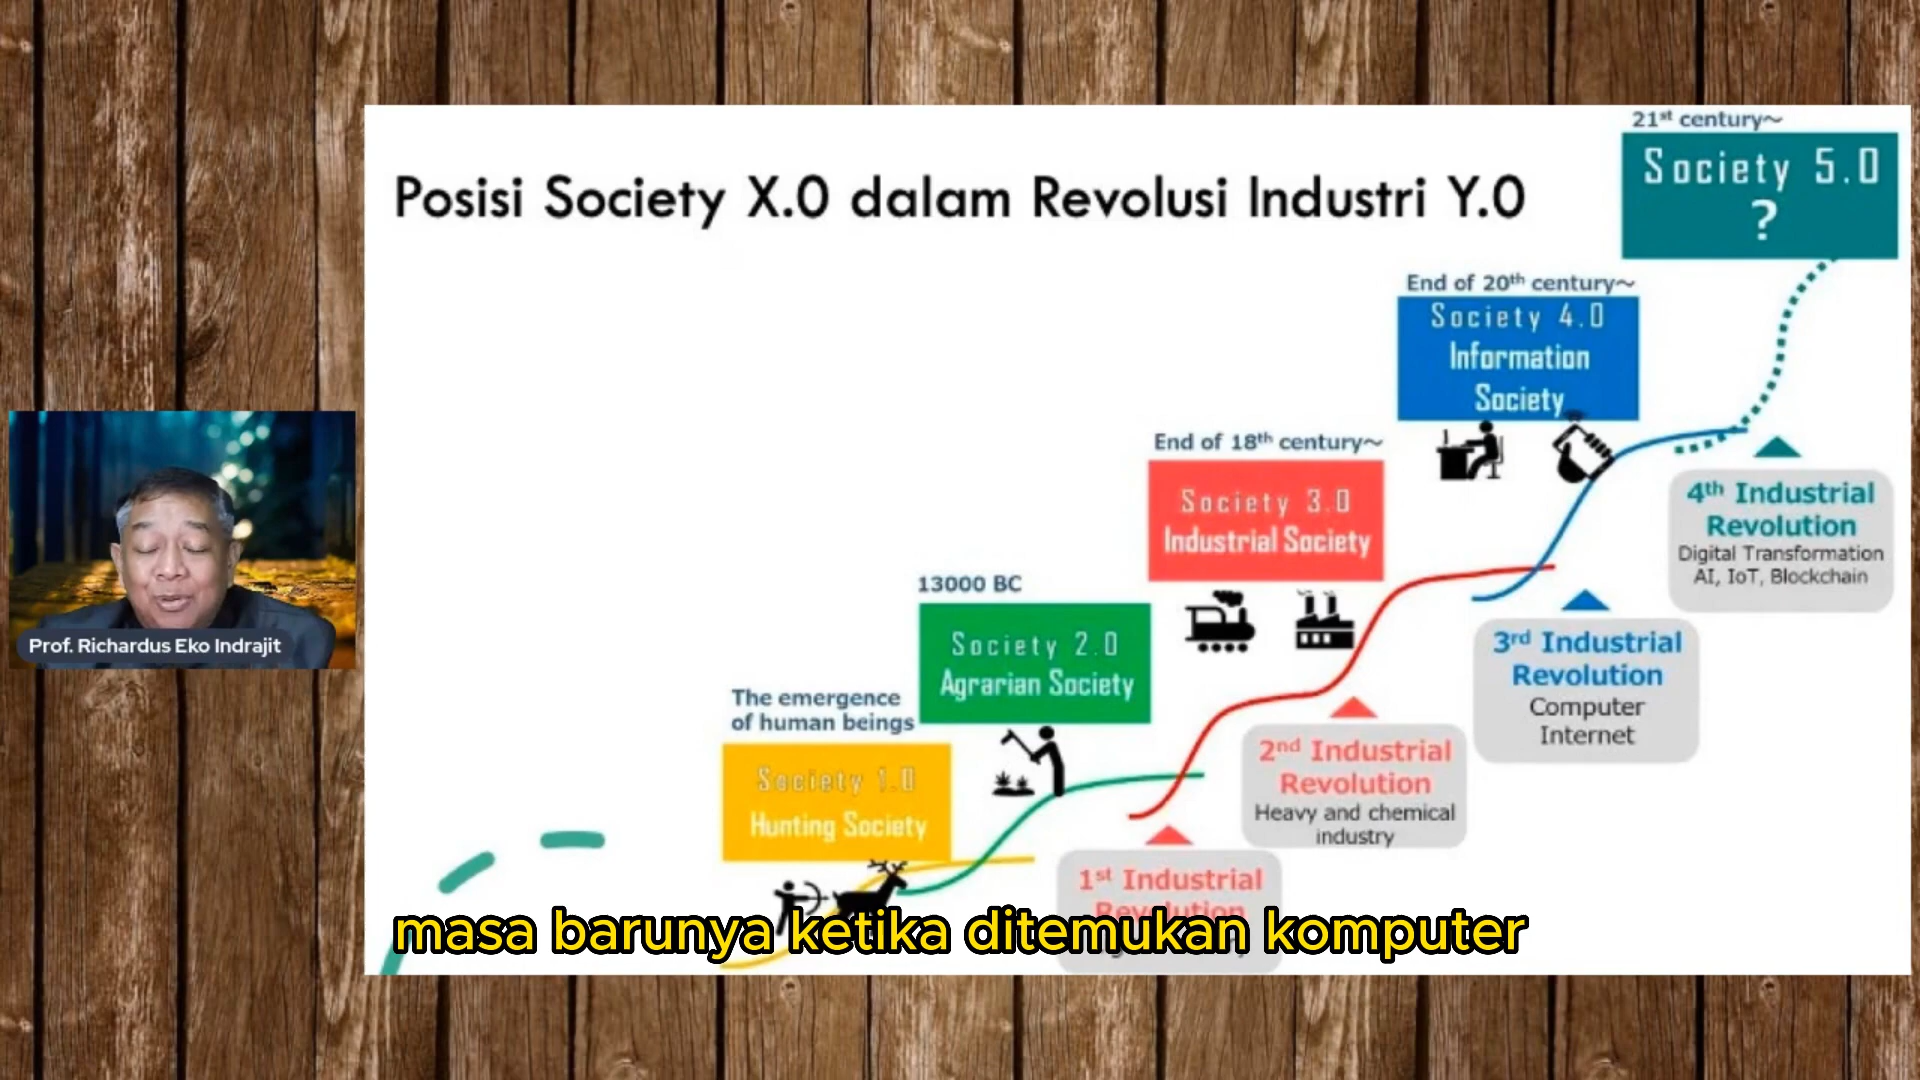 21st century~
Society 5.0
?
Posisi Society X.0 dalam Revolusi Industri Y.0
End of 20th century~
Society 4.0
Information
Society
End of 18th century~
Society 3.0
Industrial Society
4th Industrial
Revolution
Digital Transformation
AI, IoT, Blockchain
13000 BC
Society 2.0
Agrarian Society
3rd Industrial
Revolution
Computer
Internet
The emergence
of human beings
Society 1.0
Hunting Society
2nd Industrial
Revolution
Heavy and chemical
industry
1st Industrial
Revolution
Prof. Richardus Eko Indrajit
masa barunya ketika ditemukan komputer